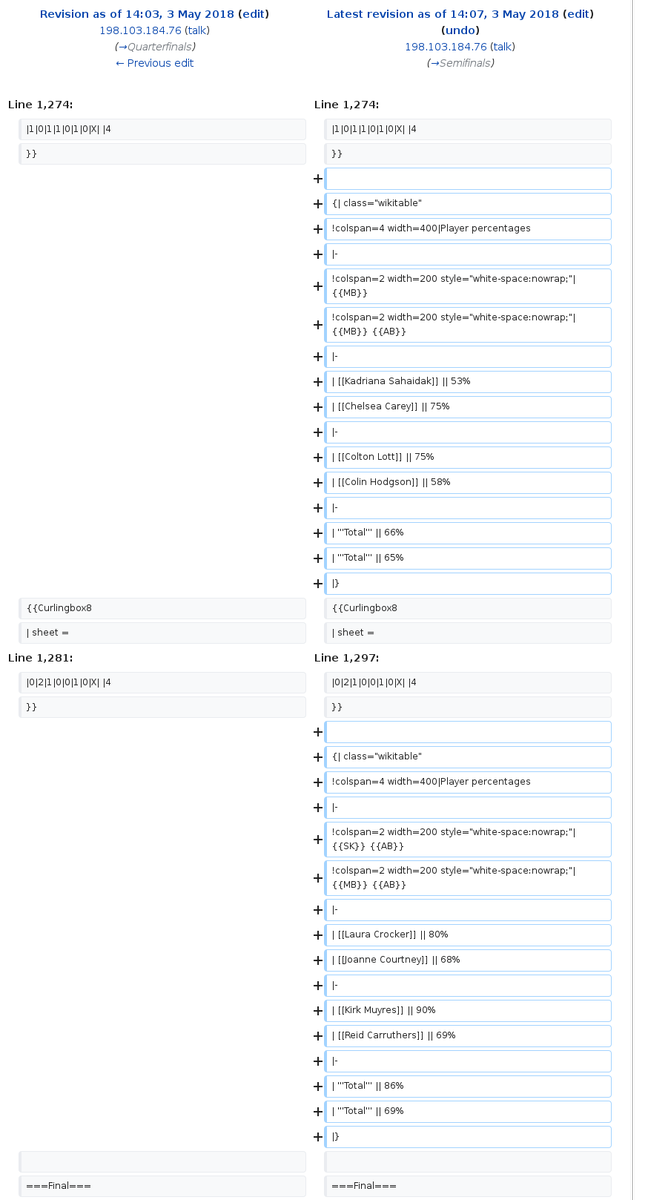 Revision as of 14:03, 3 May 2018 (edit)
198.103.184.76 (talk)
(→Quarterfinals)
← Previous edit
Latest revision as of 14:07, 3 May 2018 (edit)
(undo)
198.103.184.76 (talk)
(→Semifinals)
Line 1,274:
Line 1,274:
|1|0|1|1|0|1|0|X| |4
|1|0|1|1|0|1|0|X| |4
}}
}}
+
+ {| class="wikitable"
+ !colspan=4 width=400|Player percentages
+ |-
+ !colspan=2 width=200 style="white-space:nowrap;"|
{{MB}}
+ !colspan=2 width=200 style="white-space:nowrap;"|
{{MB}} {{AB}}
+ |-
+ | [[Kadriana Sahaidak]] || 53%
+ | [[Chelsea Carey]] || 75%
+ |-
+ | [[Colton Lott]] || 75%
+ | [[Colin Hodgson]] || 58%
+ |-
+ | '''Total''' || 66%
+ | '''Total''' || 65%
+ |}
{{Curlingbox8
{{Curlingbox8
| sheet =
| sheet =
Line 1,281:
Line 1,297:
|0|2|1|0|0|1|0|X| |4
|0|2|1|0|0|1|0|X| |4
}}
}}
+
+ {| class="wikitable"
+ !colspan=4 width=400|Player percentages
+ |-
+ !colspan=2 width=200 style="white-space:nowrap;"|
{{SK}} {{AB}}
+ !colspan=2 width=200 style="white-space:nowrap;"|
{{MB}} {{AB}}
+ |-
+ | [[Laura Crocker]] || 80%
+ | [[Joanne Courtney]] || 68%
+ |-
+ | [[Kirk Muyres]] || 90%
+ | [[Reid Carruthers]] || 69%
+ |-
+ | '''Total''' || 86%
+ | '''Total''' || 69%
+ |}
===Final===
===Final===